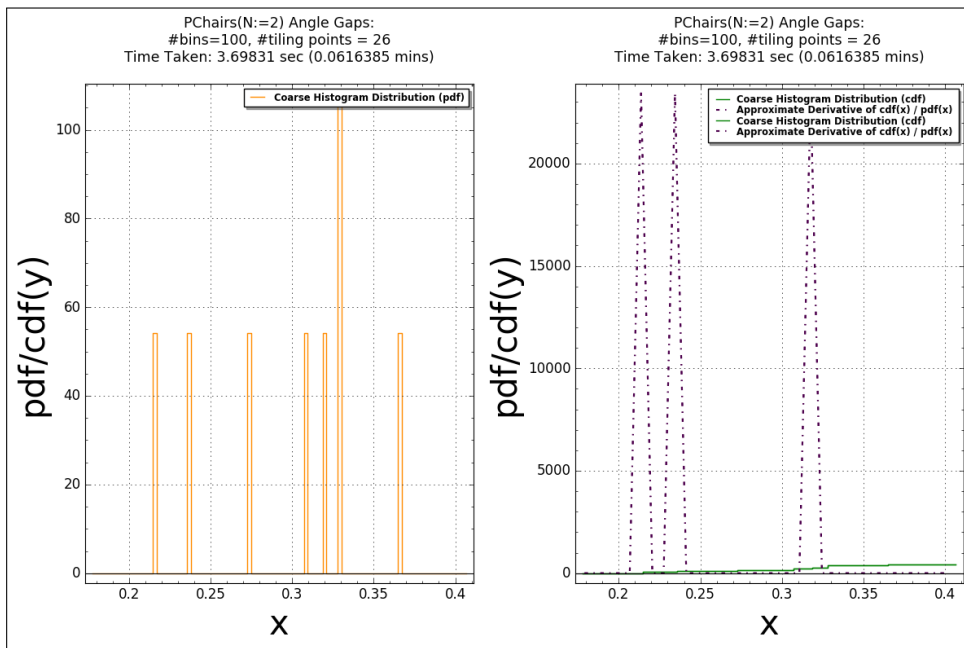 PChairs(N:=2) Angle Gaps:
#bins=100, #tiling points = 26
Time Taken: 3.69831 sec (0.0616385 mins)
Coarse Histogram Distribution (pdf)
100
80
60
40
20
0
pdf/cdf(y)
0.2 0.25 0.3 0.35 0.4
x
PChairs(N:=2) Angle Gaps:
#bins=100, #tiling points = 26
Time Taken: 3.69831 sec (0.0616385 mins)
Coarse Histogram Distribution (cdf)
Approximate Derivative of cdf(x) / pdf(x)
Coarse Histogram Distribution (cdf)
Approximate Derivative of cdf(x) / pdf(x)
20000
15000
10000
5000
0
pdf/cdf(y)
0.2 0.25 0.3 0.35 0.4
x